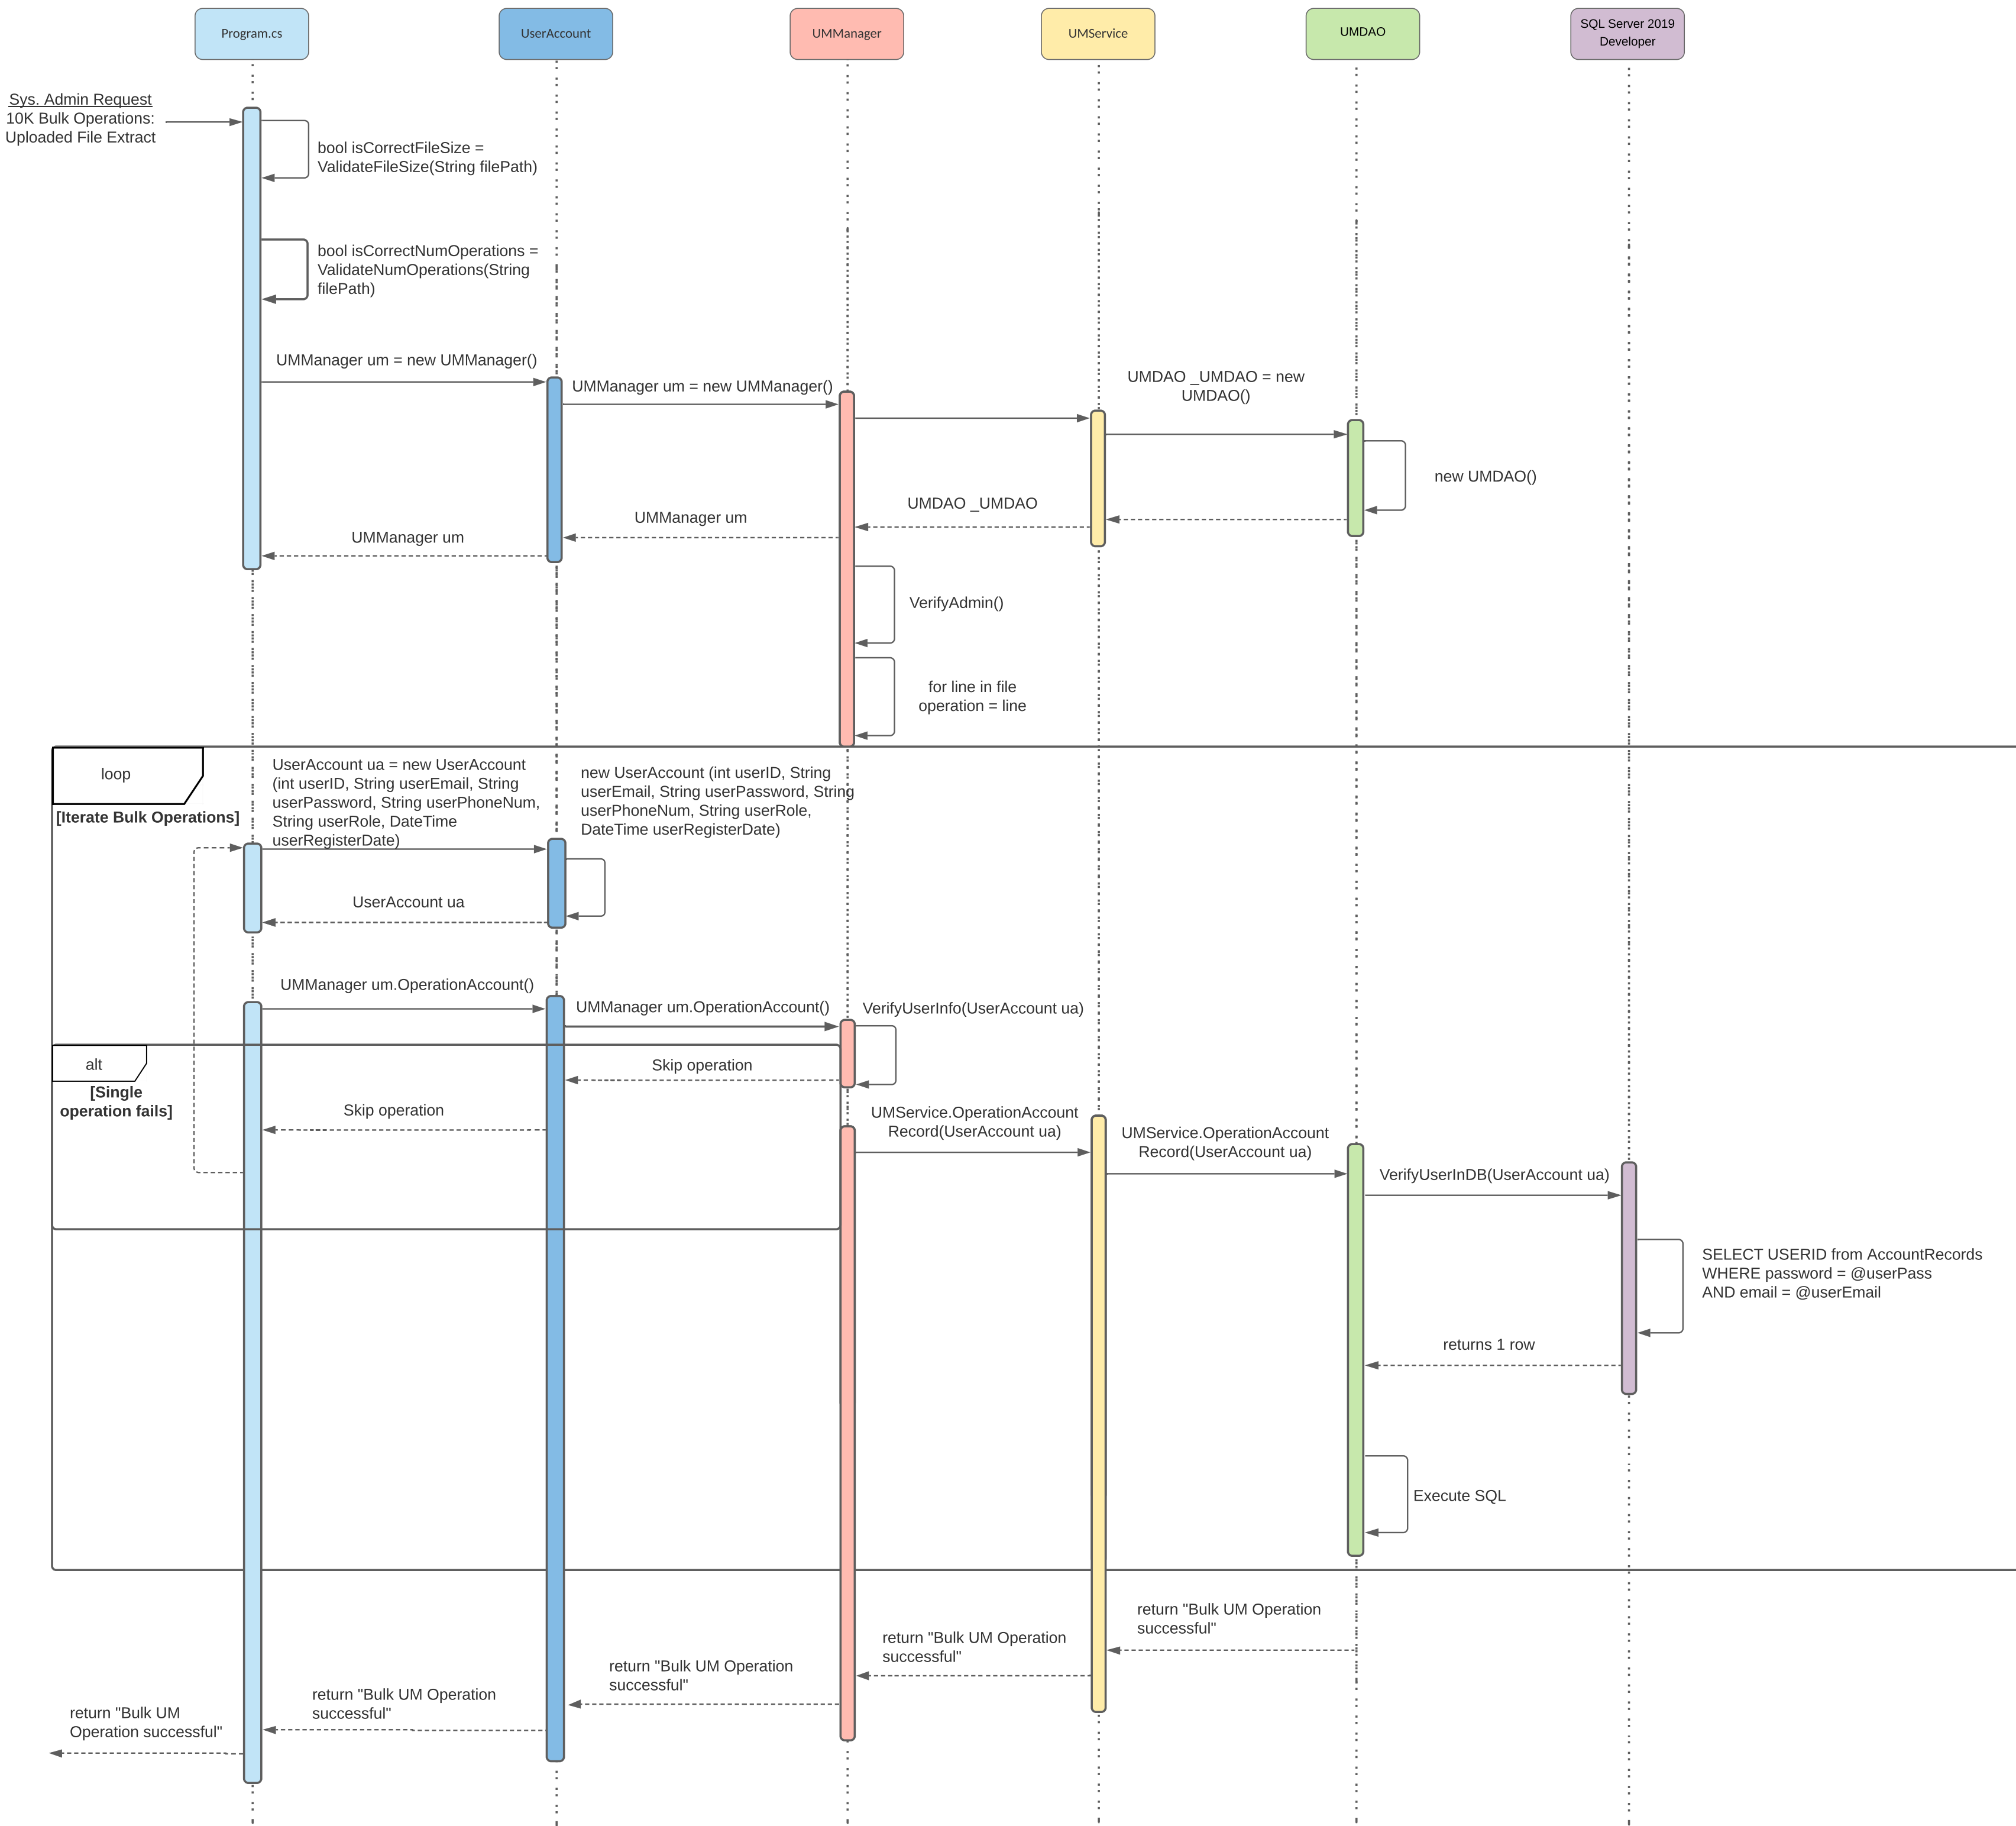 Program.cs
UserAccount
UMManager
UMService
UMDAO
SQL Server 2019
Developer
Sys. Admin Request
10K Bulk Operations:
Uploaded File Extract
bool isCorrectFileSize =
ValidateFileSize(String filePath)
bool isCorrectNumOperations =
ValidateNumOperations(String
filePath)
UMManager um = new UMManager()
UMManager um = new UMManager()
UMDAO _UMDAO = new
UMDAO()
new UMDAO()
UMDAO _UMDAO
UMManager um
UMManager um
VerifyAdmin()
for line in file
operation = line
loop
[Iterate Bulk Operations]
UserAccount ua = new UserAccount
(int userID, String userEmail, String
userPassword, String userPhoneNum,
String userRole, DateTime
userRegisterDate)
new UserAccount (int userID, String
userEmail, String userPassword, String
userPhoneNum, String userRole,
DateTime userRegisterDate)
UserAccount ua
UMManager um.OperationAccount()
UMManager um.OperationAccount()
VerifyUserInfo(UserAccount ua)
alt
[Single
operation fails]
Skip operation
Skip operation
UMService.OperationAccount
Record(UserAccount ua)
UMService.OperationAccount
Record(UserAccount ua)
VerifyUserInDB(UserAccount ua)
SELECT USERID from AccountRecords
WHERE password = @userPass
AND email = @userEmail
returns 1 row
Execute SQL
return "Bulk UM Operation
successful"
return "Bulk UM Operation
successful"
return "Bulk UM Operation
successful"
return "Bulk UM Operation
successful"
return "Bulk UM
Operation successful"